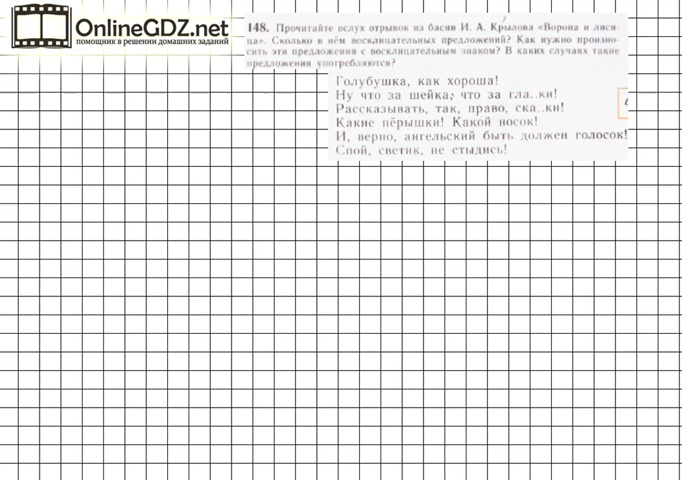 OnlineGDZ.net
помощник в решении домашних заданий
148. Прочитайте вслух отрывок из басни И. А. Крылова «Ворона и лиси-
ца». Сколько в нём восклицательных предложений? Как нужно произно-
сить эти предложения с восклицательным знаком? В каких случаях такие
предложения употребляются?
Голубушка, как хороша!
Ну что за шейка, что за гла..ки!
Рассказывать, так, право, ска..ки!
Какие пёрышки! Какой носок!
И, верно, ангельский быть должен голосок!
Спой, светик, не стыдись!